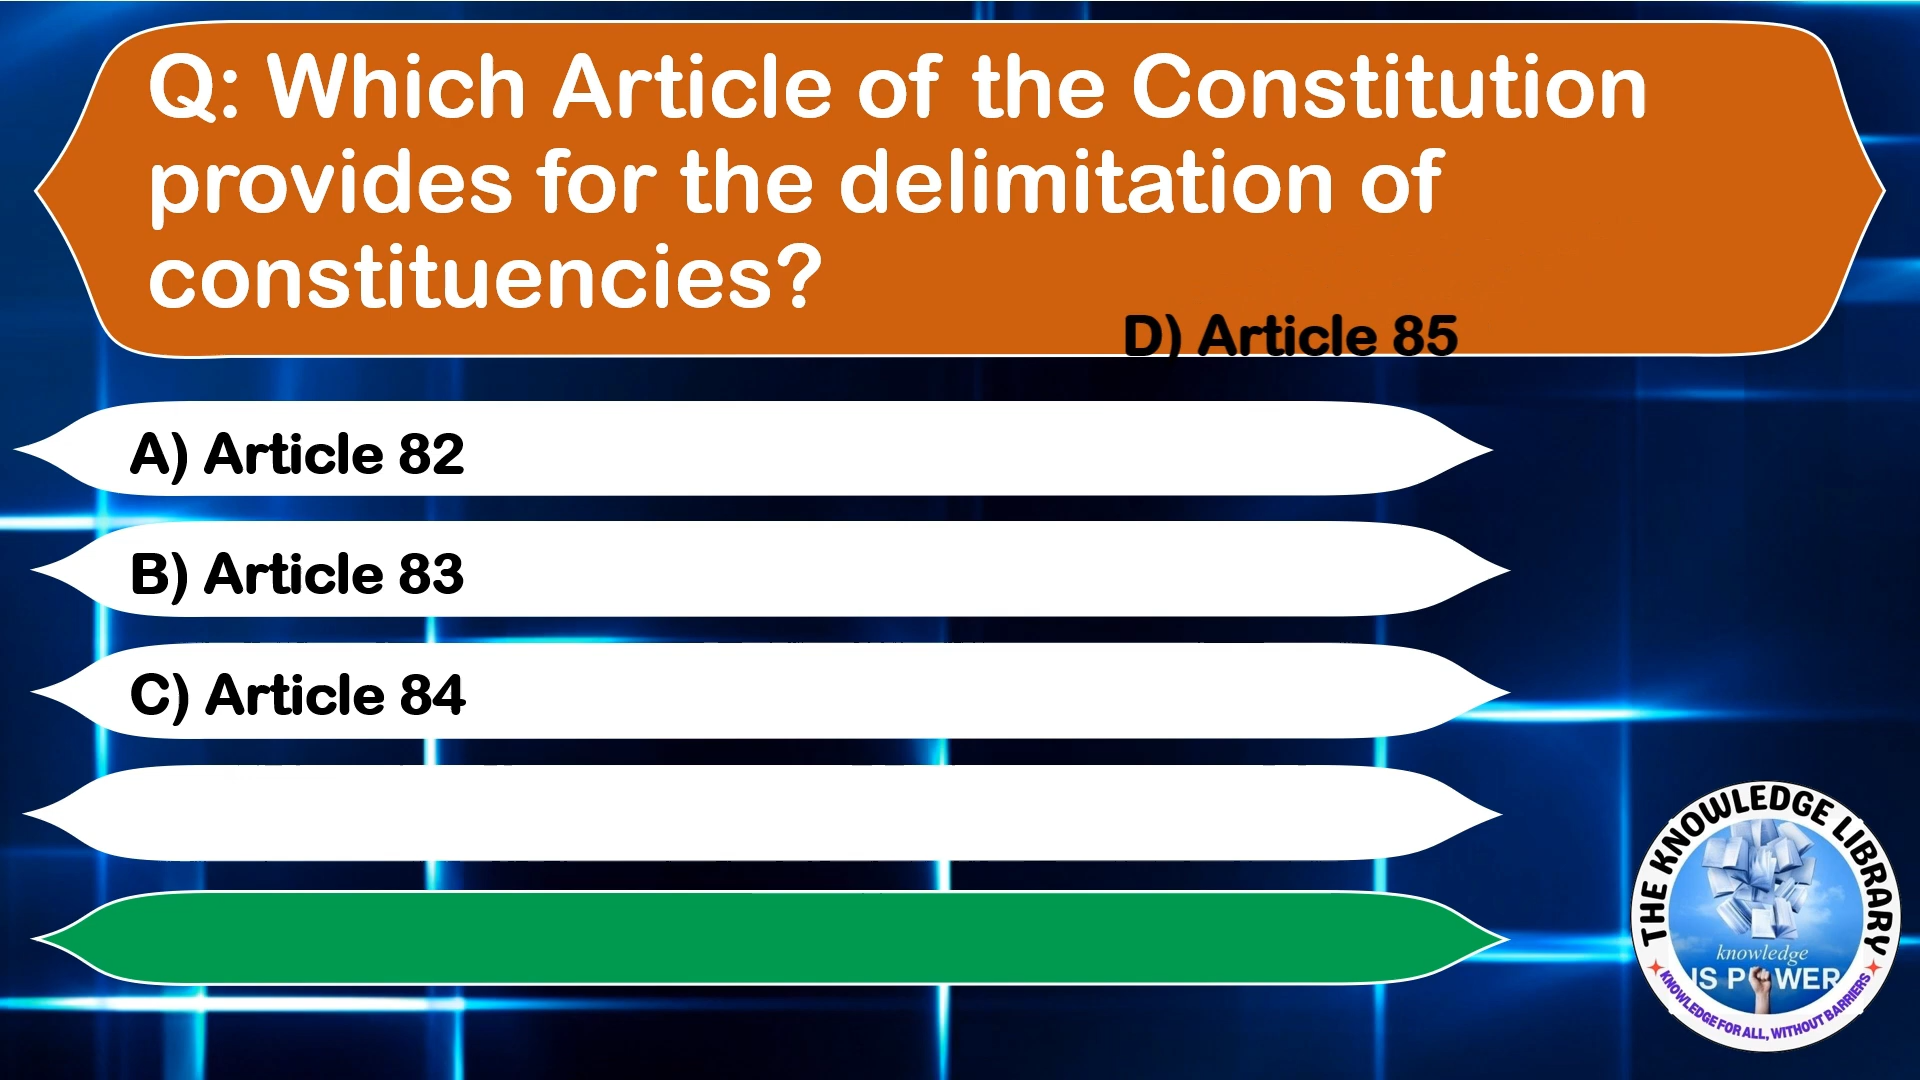 Q: Which Article of the Constitution
provides for the delimitation of
constituencies?
D) Article 85
A) Article 82
B) Article 83
C) Article 84
THE KNOWLEDGE LIBRARY
knowledge
IS POWER
KNOWLEDGE FOR ALL, WITHOUT BARRIERS